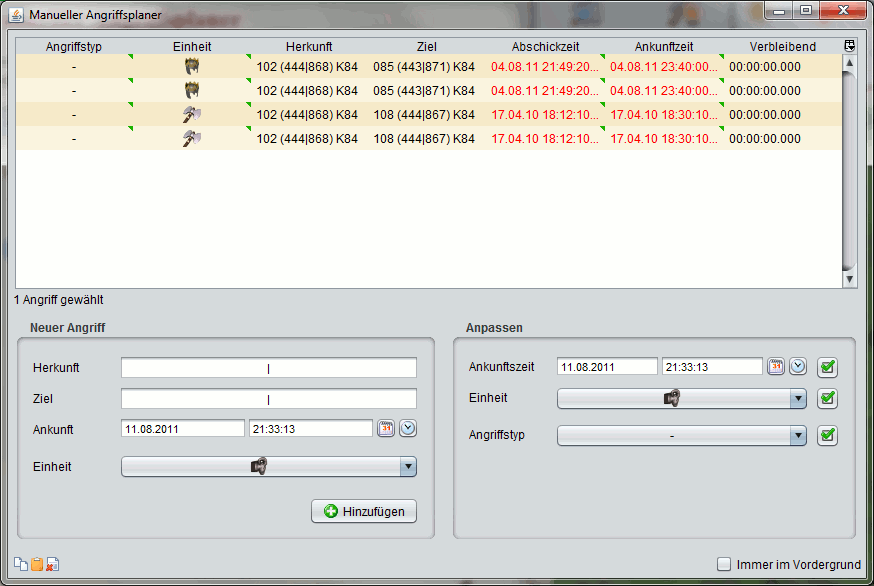 Manueller Angriffsplaner
Angriffstyp Einheit Herkunft Ziel Abschickzeit Ankunftzeit Verbleibend
- 102 (444|868) K84 085 (443|871) K84 04.08.11 21:49:20... 04.08.11 23:40:00... 00:00:00.000
- 102 (444|868) K84 085 (443|871) K84 04.08.11 21:49:20... 04.08.11 23:40:00... 00:00:00.000
- 102 (444|868) K84 108 (444|867) K84 17.04.10 18:12:10... 17.04.10 18:30:10... 00:00:00.000
- 102 (444|868) K84 108 (444|867) K84 17.04.10 18:12:10... 17.04.10 18:30:10... 00:00:00.000
1 Angriff gewählt
Neuer Angriff
Herkunft |
Ziel |
Ankunft 11.08.2011 21:33:13 31
Einheit
Hinzufügen
Anpassen
Ankunftszeit 11.08.2011 21:33:13 31
Einheit
Angriffstyp -
Immer im Vordergrund